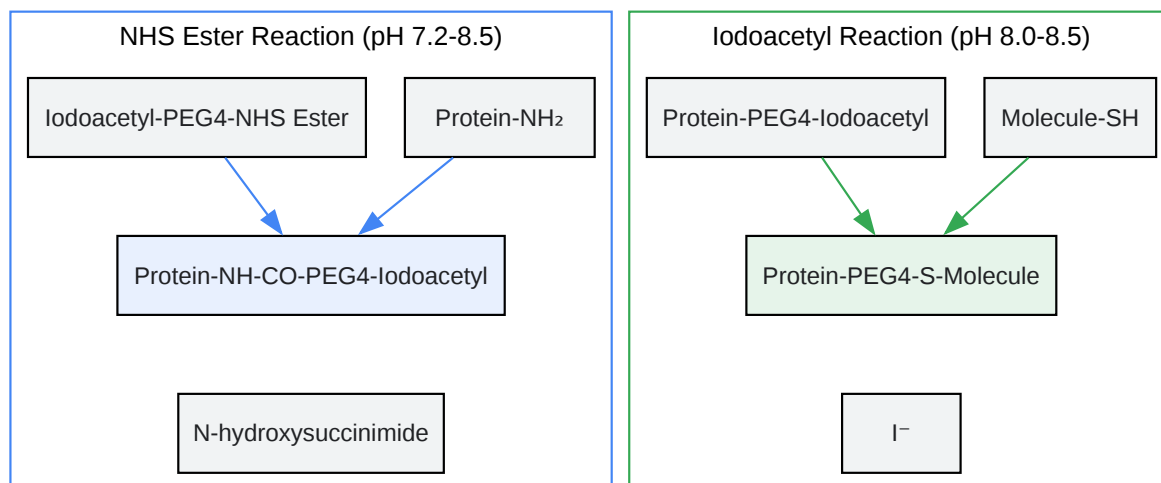 NHS Ester Reaction (pH 7.2-8.5)
Iodoacetyl-PEG4-NHS Ester
Protein-NH₂
Protein-NH-CO-PEG4-Iodoacetyl
N-hydroxysuccinimide
Iodoacetyl Reaction (pH 8.0-8.5)
Protein-PEG4-Iodoacetyl
Molecule-SH
Protein-PEG4-S-Molecule
I⁻